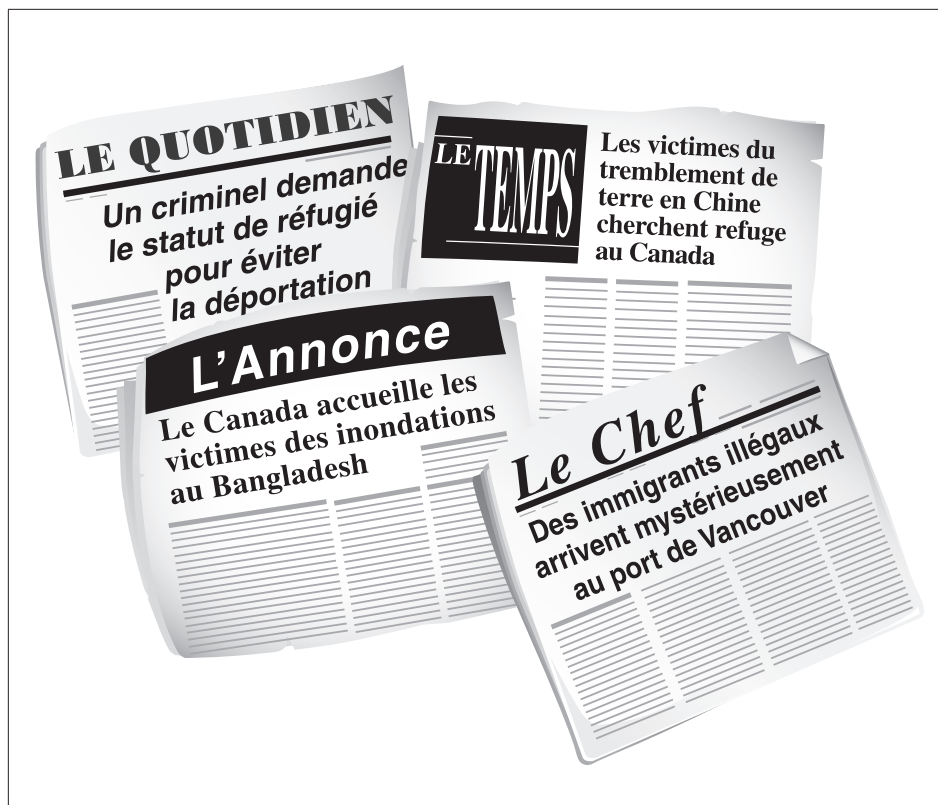 LE QUOTIDIEN
Un criminel demande
le statut de réfugié
pour éviter
la déportation
LE TEMPS
Les victimes du
tremblement de
terre en Chine
cherchent refuge
au Canada
L'Annonce
Le Canada accueille les
victimes des inondations
au Bangladesh
Le Chef
Des immigrants illégaux
arrivent mystérieusement
au port de Vancouver